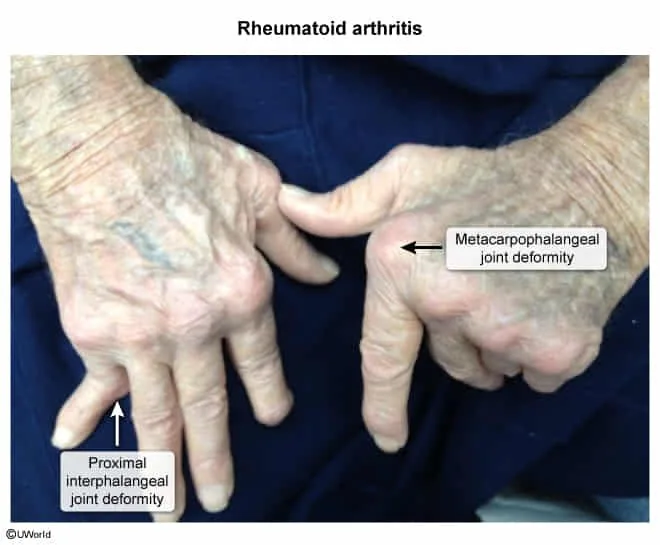 Rheumatoid arthritis
Metacarpophalangeal
joint deformity
Proximal
interphalangeal
joint deformity
©UWorld